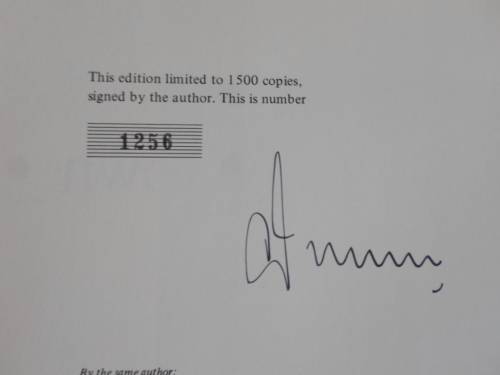 This edition limited to 1500 copies,
signed by the author. This is number
1256
By the same author: